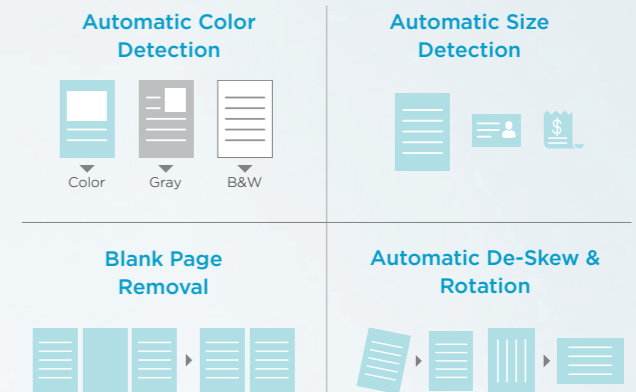 Automatic Color
Detection
Color
Gray
B&W
Automatic Size
Detection
$
Blank Page
Removal
Automatic De-Skew &
Rotation